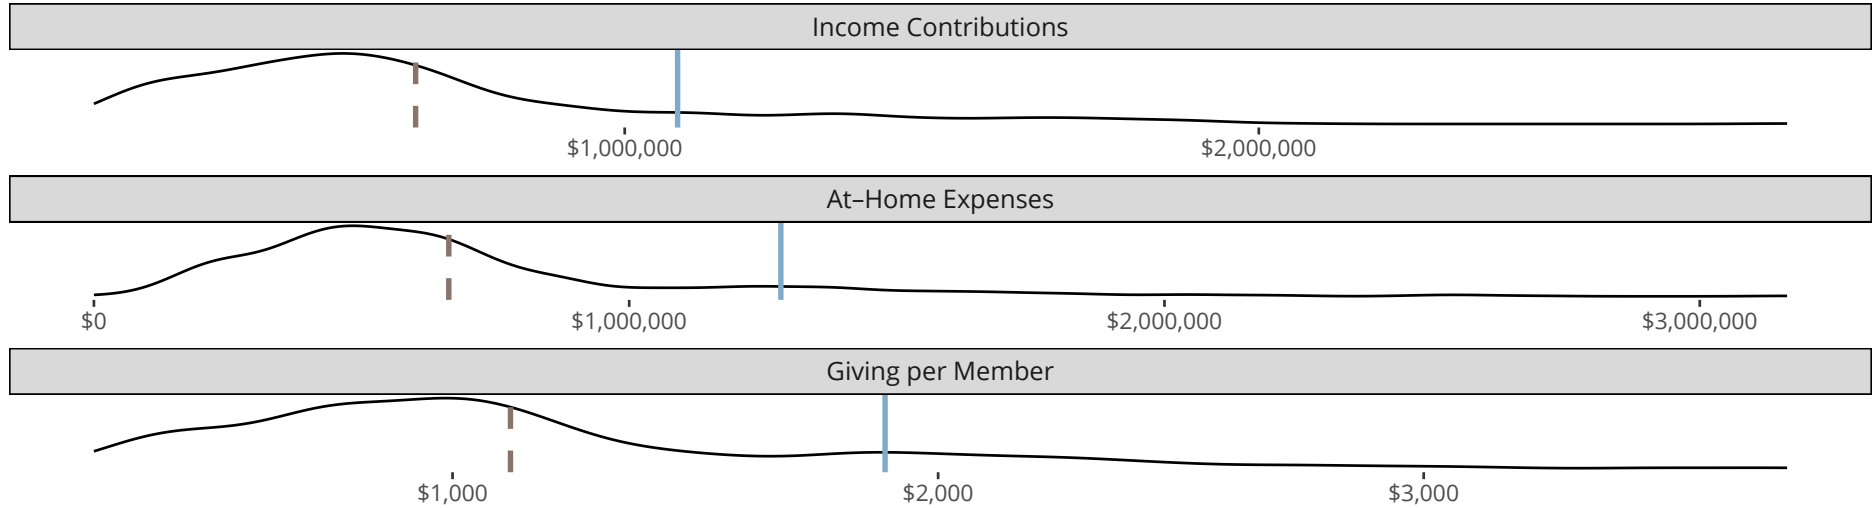 Income Contributions
$1,000,000 $2,000,000
At–Home Expenses
$0 $1,000,000 $2,000,000 $3,000,000
Giving per Member
$1,000 $2,000 $3,000